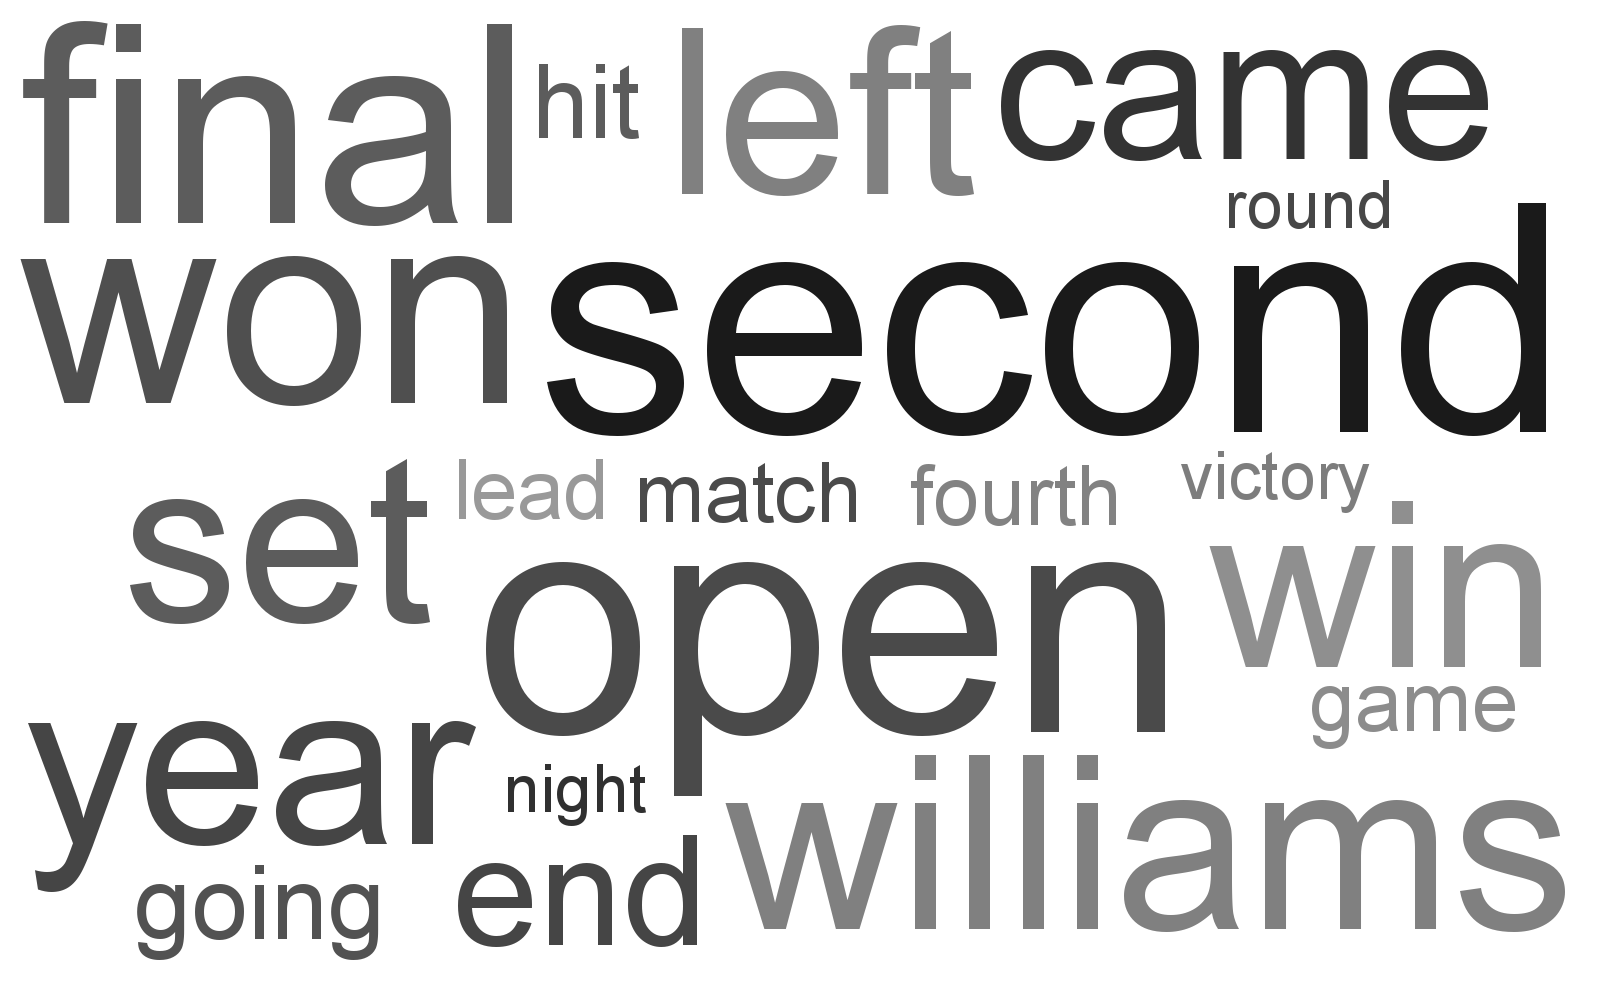 final hit left came
round
won second
set lead match fourth victory
open win
game
year night williams
going end